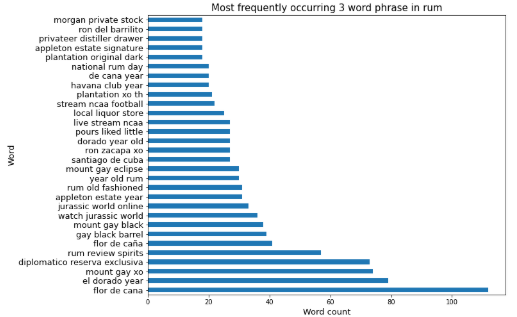 Most frequently occurring 3 word phrase in rum
morgan private stock
ron del barrilito
privateer distiller drawer
appleton estate signature
plantation original dark
national rum day
de cana year
havana club year
plantation xo th
stream ncaa football
local liquor store
live stream ncaa
pours liked little
dorado year old
ron zacapa xo
santiago de cuba
mount gay eclipse
year old rum
rum old fashioned
appleton estate year
jurassic world online
watch jurassic world
mount gay black
gay black barrel
flor de caña
rum review spirits
diplomatico reserva exclusiva
mount gay xo
el dorado year
flor de cana
Word
0 20 40 60 80 100
Word count